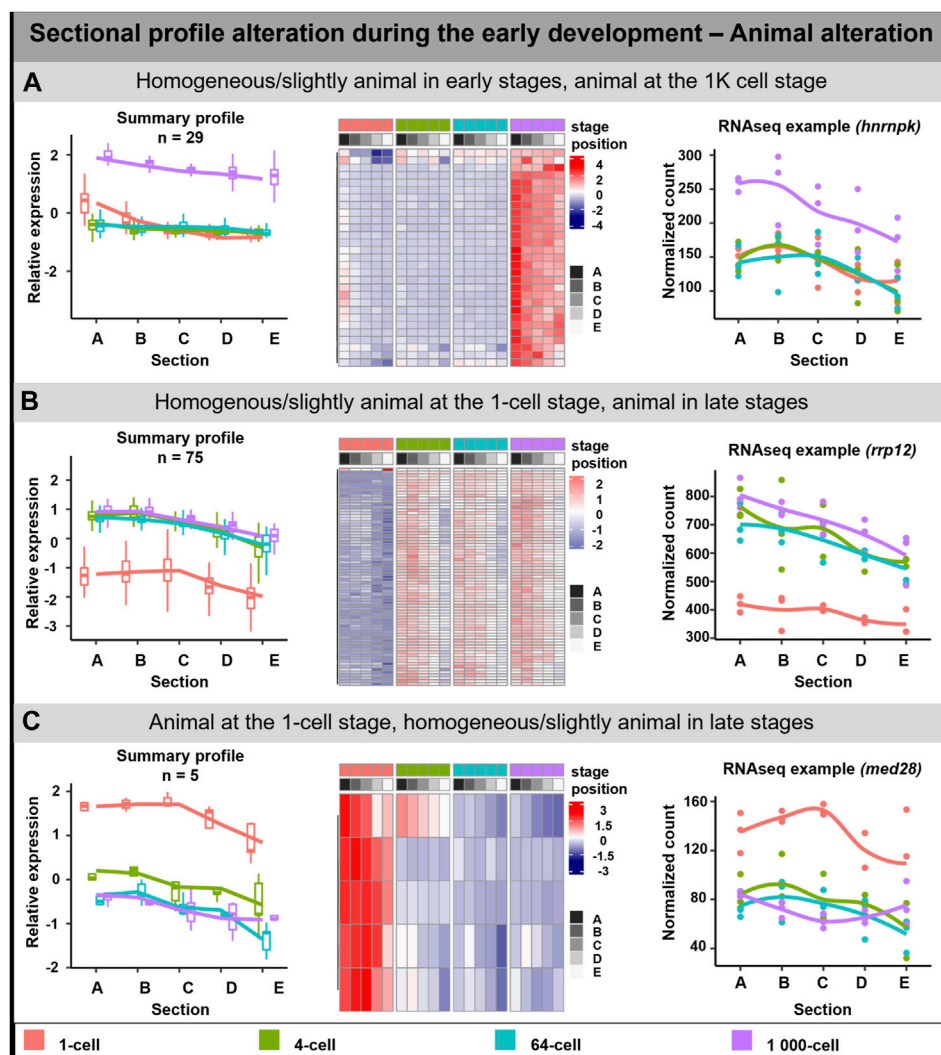 Sectional profile alteration during the early development – Animal alteration
A
Homogeneous/slightly animal in early stages, animal at the 1K cell stage
Summary profile
n = 29
Relative expression
2
0
-2
A B C D E
Section
stage
position
4
2
0
-2
-4
A
B
C
D
E
RNAseq example (hnrnpk)
Normalized count
300
250
200
150
100
A B C D E
Section
B
Homogenous/slightly animal at the 1-cell stage, animal in late stages
Summary profile
n = 75
Relative expression
2
1
0
-1
-2
-3
A B C D E
Section
stage
position
2
1
0
-1
-2
A
B
C
D
E
RNAseq example (rrp12)
Normalized count
800
700
600
500
400
300
A B C D E
Section
C
Animal at the 1-cell stage, homogeneous/slightly animal in late stages
Summary profile
n = 5
Relative expression
2
1
0
-1
-2
A B C D E
Section
stage
position
3
1.5
0
-1.5
-3
A
B
C
D
E
RNAseq example (med28)
Normalized count
160
120
80
40
A B C D E
Section
1-cell 4-cell 64-cell 1 000-cell